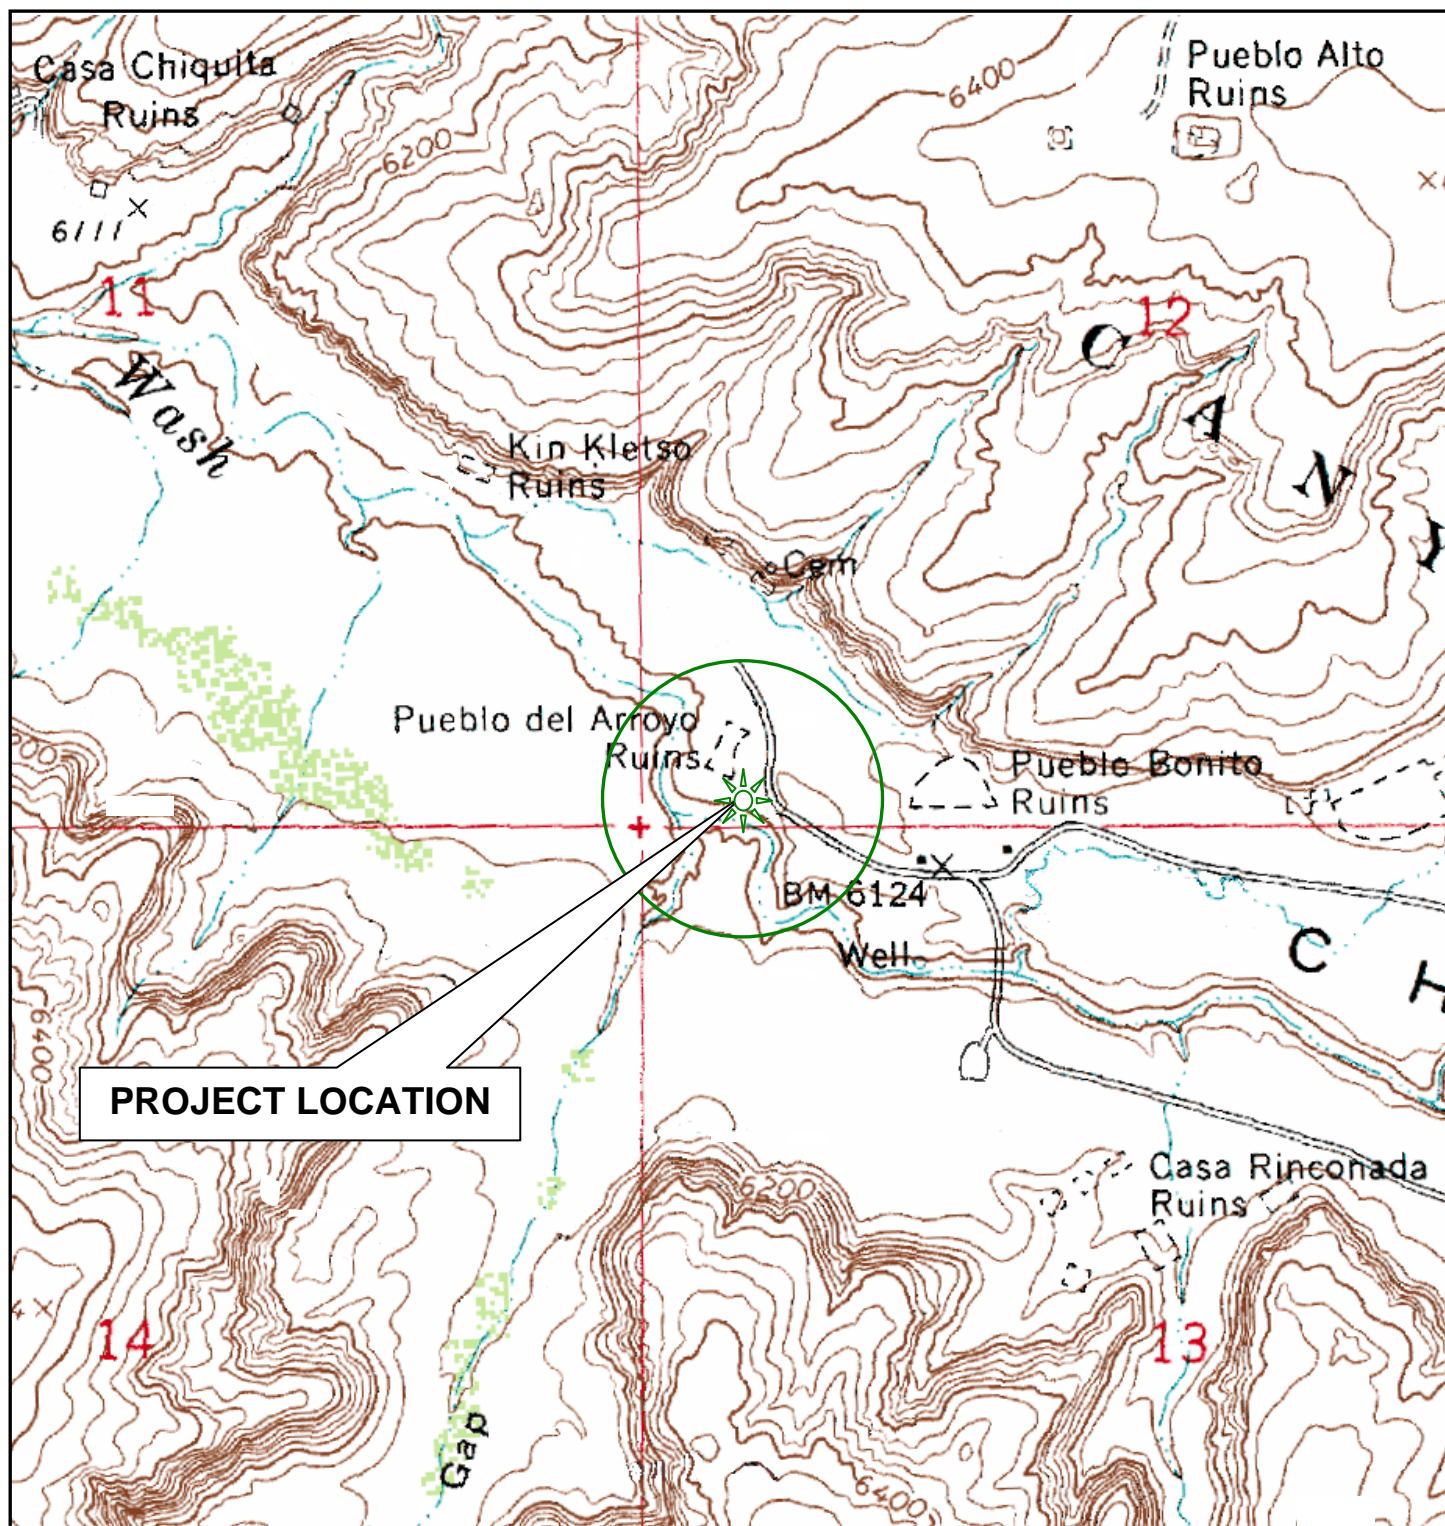 Casa Chiquita
Ruins
6111
6200
6400
Pueblo Alto
Ruins
11
12
Wash
C
A
N
Y
Kin Kletso
Ruins
Cem
Pueblo del Arroyo
Ruins
Pueblo Bonito
Ruins
BM 6124
Well
C
H
6400
PROJECT LOCATION
6200
Casa Rinconada
Ruins
14
13
Gap
6400